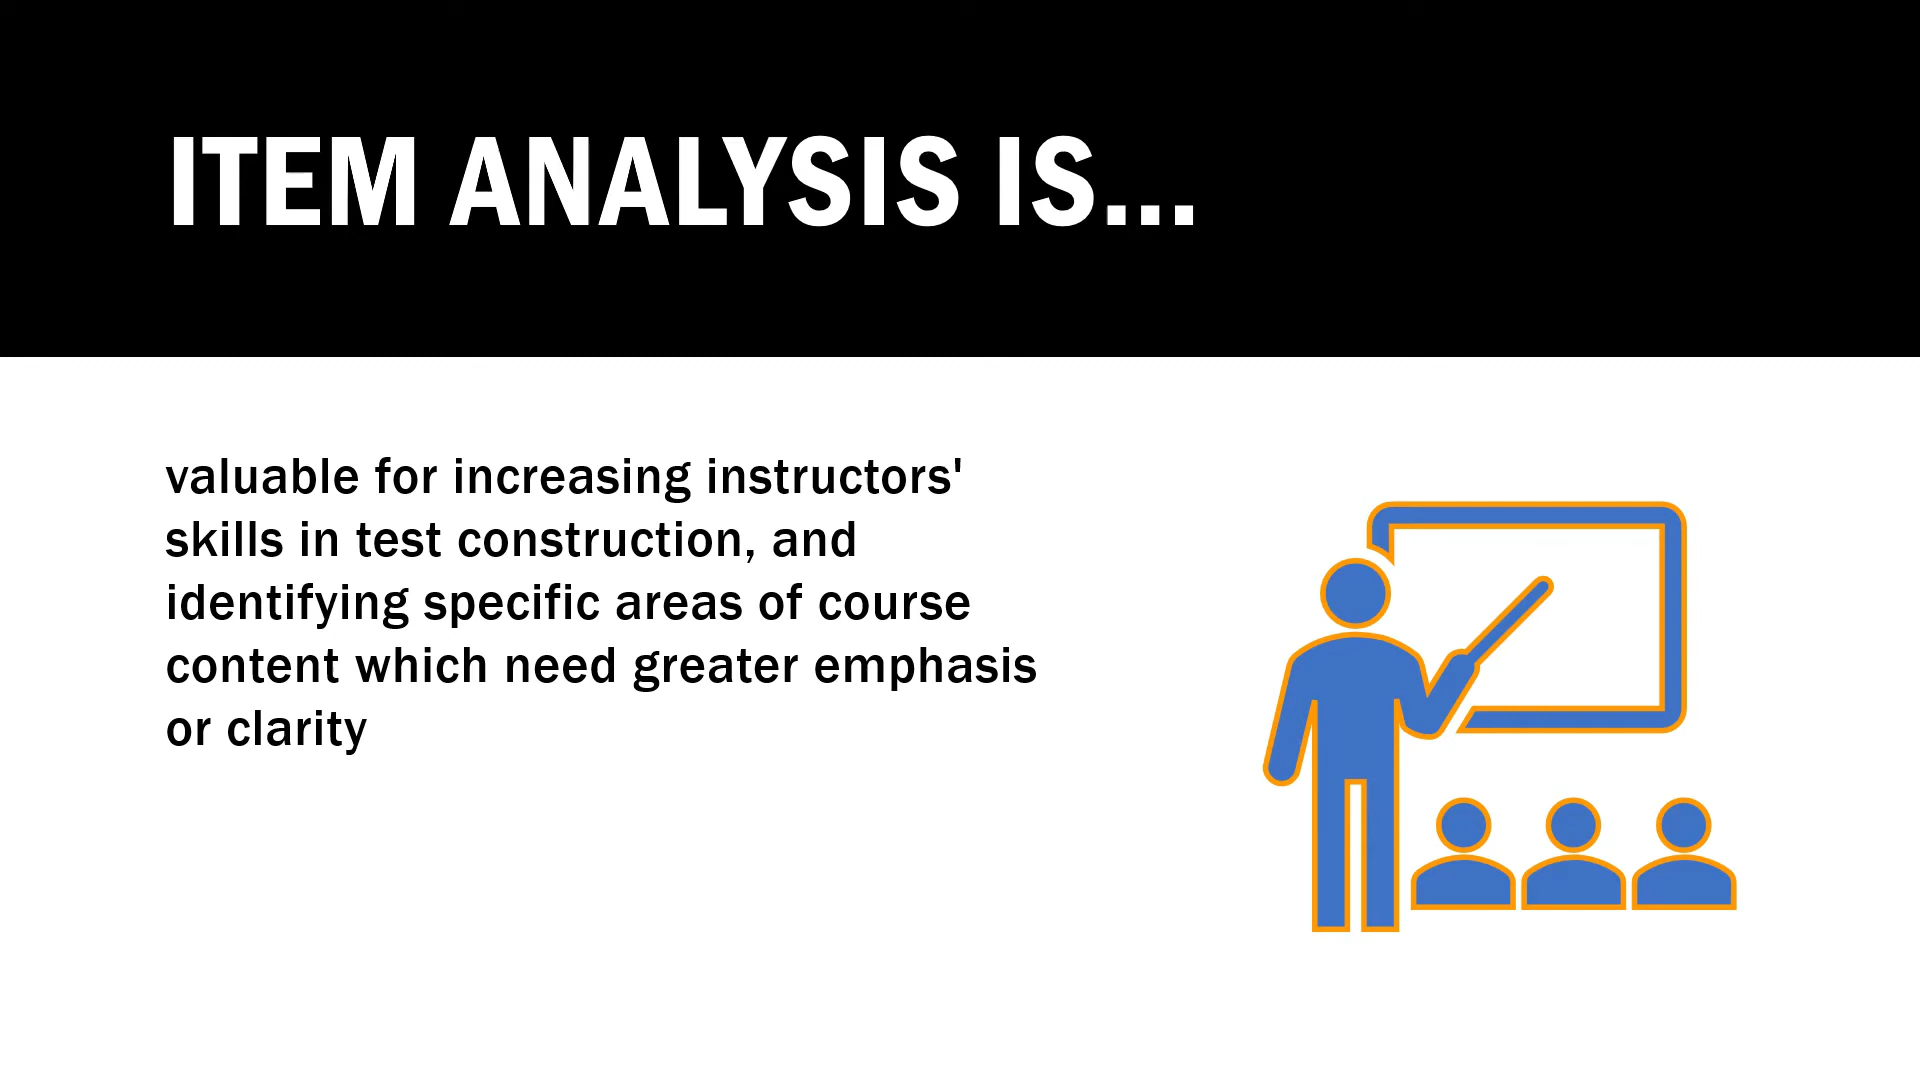 ITEM ANALYSIS IS...
valuable for increasing instructors'
skills in test construction, and
identifying specific areas of course
content which need greater emphasis
or clarity